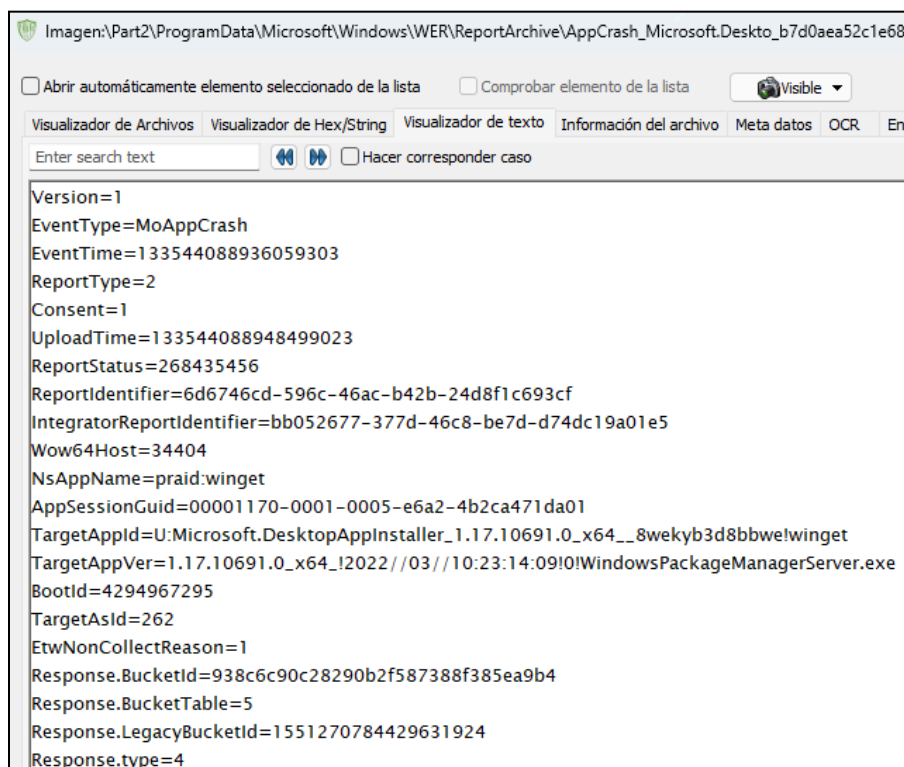 Imagen:\Part2\ProgramData\Microsoft\Windows\WER\ReportArchive\AppCrash_Microsoft.Deskto_b7d0aea52c1e68
Abrir automáticamente elemento seleccionado de la lista Comprobar elemento de la lista Visible
Visualizador de Archivos Visualizador de Hex/String Visualizador de texto Información del archivo Meta datos OCR En
Enter search text Hacer corresponder caso
Version=1
EventType=MoAppCrash
EventTime=133544088936059303
ReportType=2
Consent=1
UploadTime=133544088948499023
ReportStatus=268435456
ReportIdentifier=6d6746cd-596c-46ac-b42b-24d8f1c693cf
IntegratorReportIdentifier=bb052677-377d-46c8-be7d-d74dc19a01e5
Wow64Host=34404
NsAppName=praid:winget
AppSessionGuid=00001170-0001-0005-e6a2-4b2ca471da01
TargetAppId=U:Microsoft.DesktopAppInstaller_1.17.10691.0_x64__8wekyb3d8bbwe!winget
TargetAppVer=1.17.10691.0_x64_!2022//03//10:23:14:09!0!WindowsPackageManagerServer.exe
BootId=4294967295
TargetAsId=262
EtwNonCollectReason=1
Response.BucketId=938c6c90c28290b2f587388f385ea9b4
Response.BucketTable=5
Response.LegacyBucketId=1551270784429631924
Response.type=4